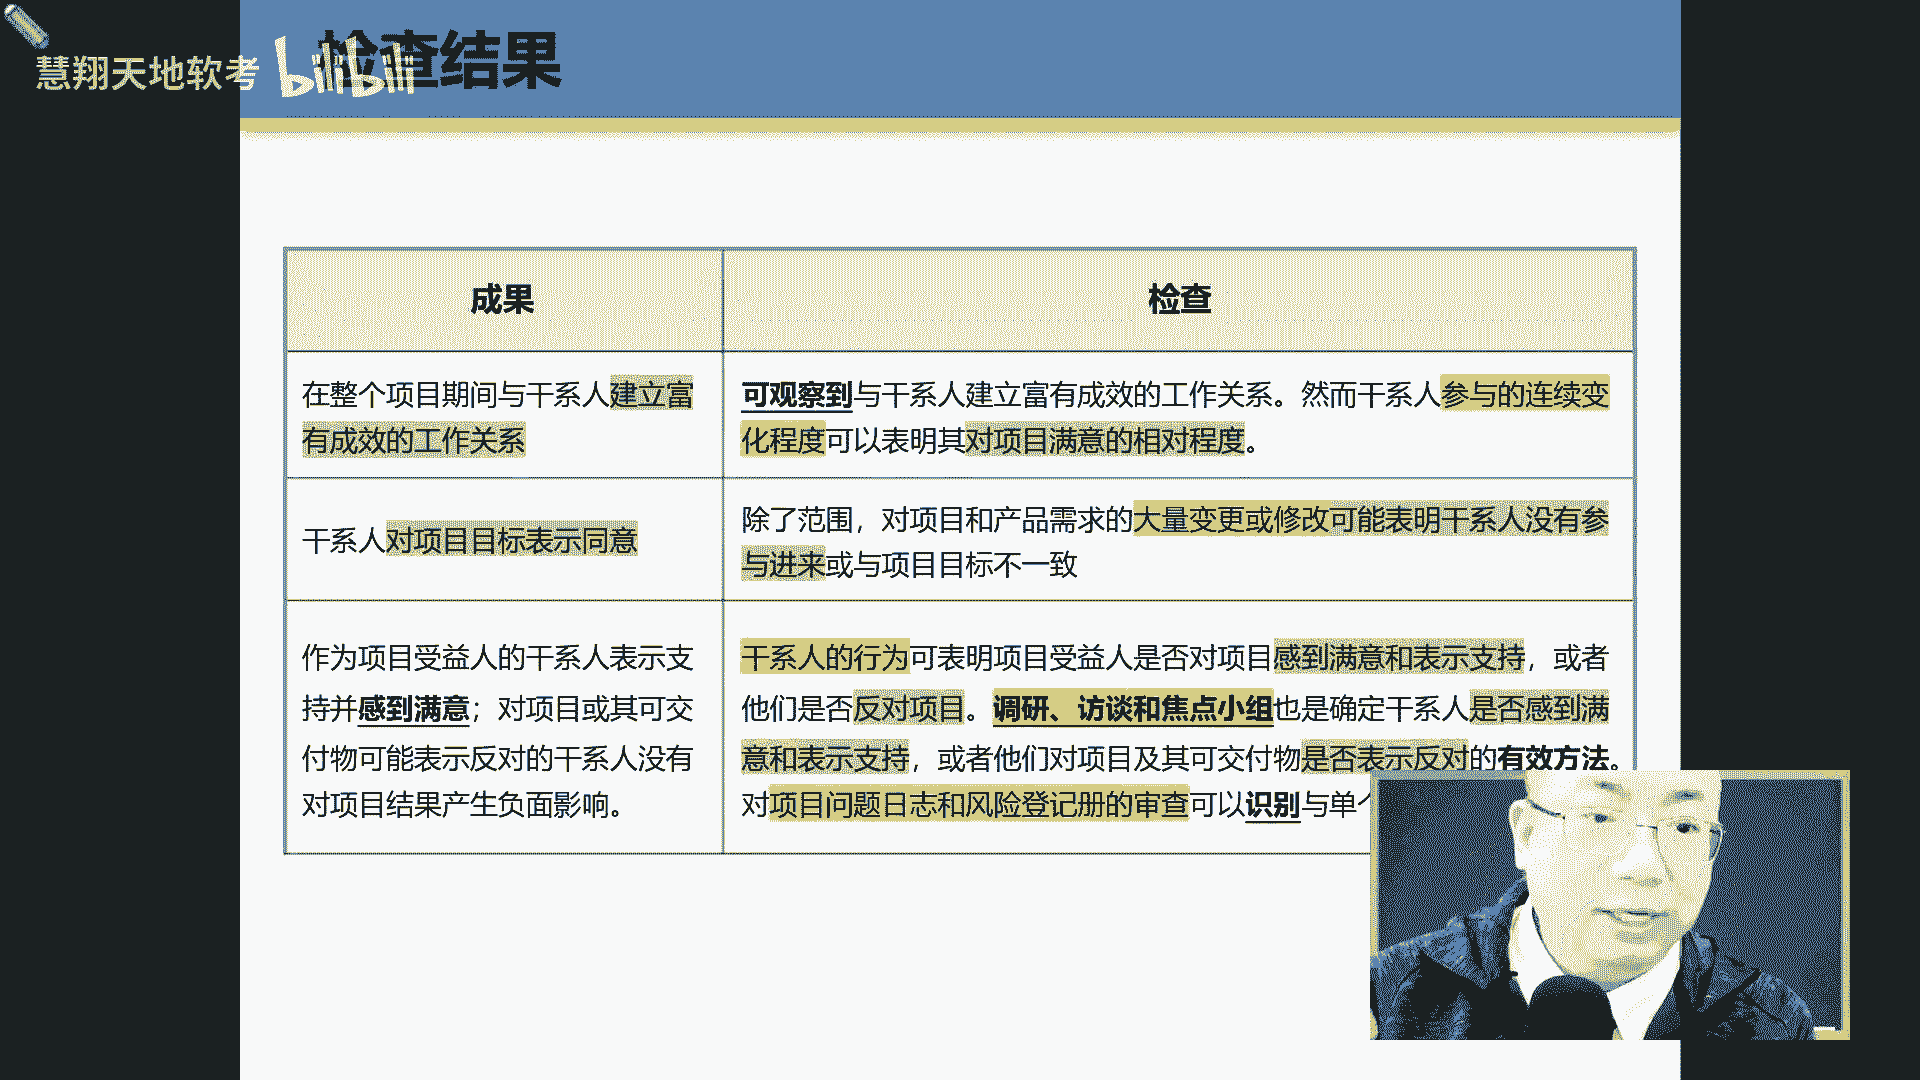 慧翔天地软考
bilibili
检查结果
成果
检查
在整个项目期间与干系人建立富
有成效的工作关系
可观察到与干系人建立富有成效的工作关系。然而干系人参与的连续变
化程度可以表明其对项目满意的相对程度。
干系人对项目目标表示同意
除了范围，对项目和产品需求的大量变更或修改可能表明干系人没有参
与进来或与项目目标不一致
作为项目受益人的干系人表示支
持并感到满意；对项目或其可交
付物可能表示反对的干系人没有
对项目结果产生负面影响。
干系人的行为可表明项目受益人是否对项目感到满意和表示支持，或者
他们是否反对项目。调研、访谈和焦点小组也是确定干系人是否感到满
意和表示支持，或者他们对项目及其可交付物是否表示反对的有效方法。
对项目问题日志和风险登记册的审查可以识别与单